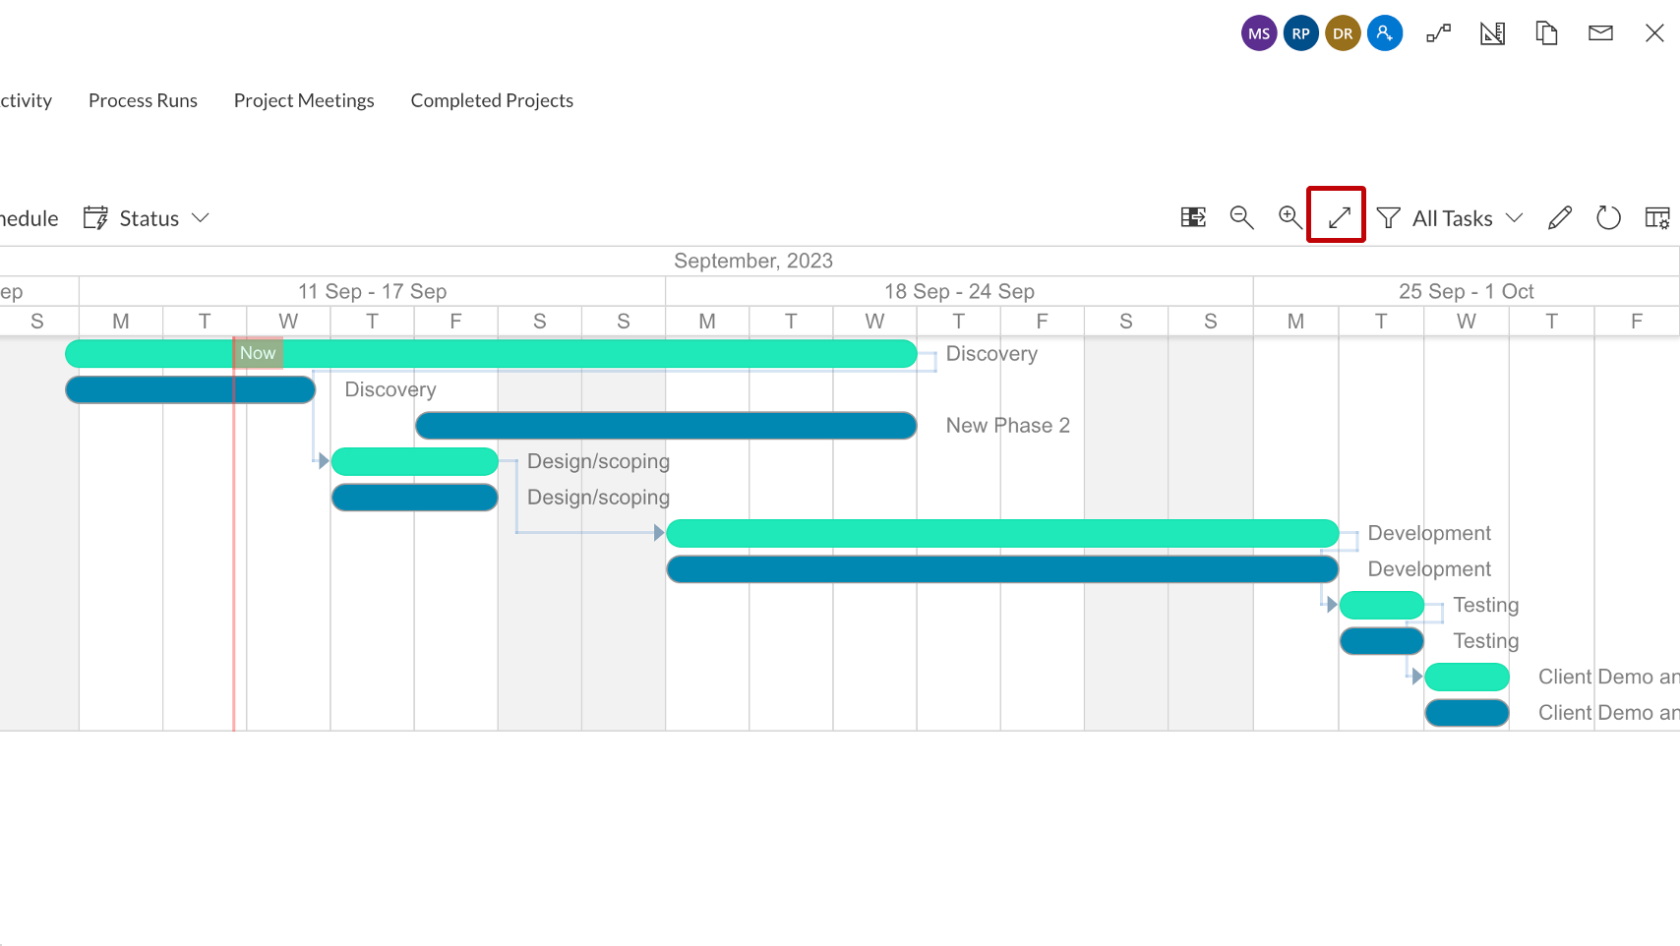 MS RP DR
ctivity Process Runs Project Meetings Completed Projects
hedule Status All Tasks
September, 2023
ep 11 Sep - 17 Sep 18 Sep - 24 Sep 25 Sep - 1 Oct
S M T W T F S S M T W T F S S M T W T F
Now Discovery
Discovery
New Phase 2
Design/scoping
Design/scoping
Development
Development
Testing
Testing
Client Demo an
Client Demo an